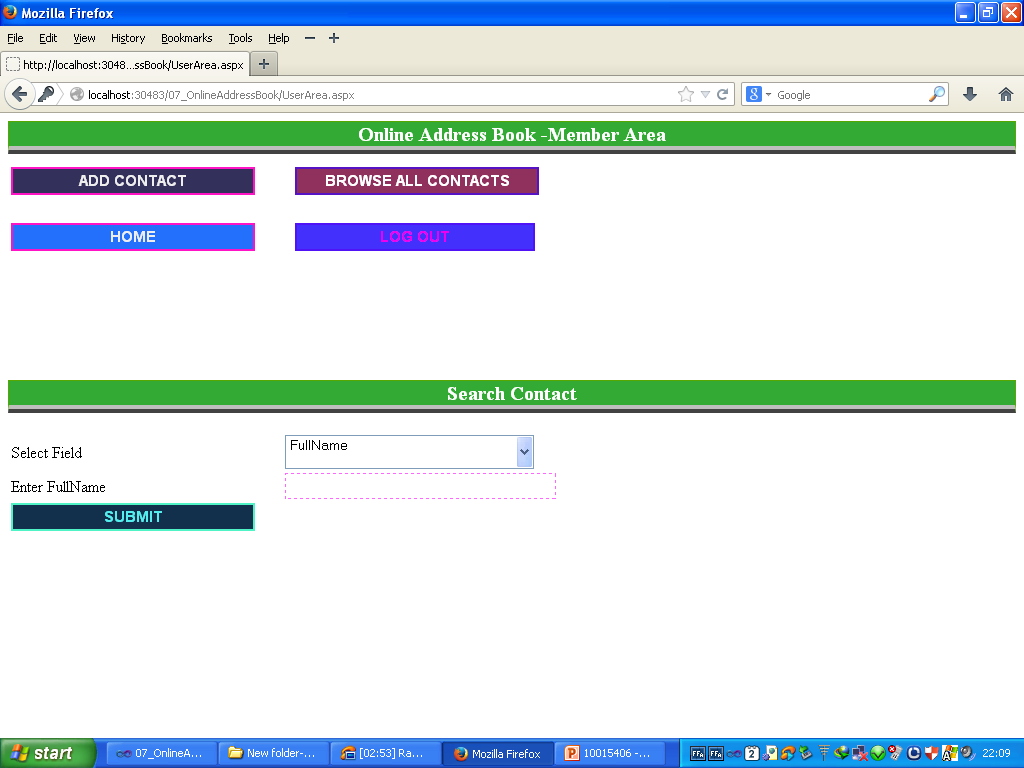 Mozilla Firefox
File Edit View History Bookmarks Tools Help
http://localhost:3048...ssBook/UserArea.aspx
localhost:30483/07_OnlineAddressBook/UserArea.aspx
Google
Online Address Book -Member Area
ADD CONTACT BROWSE ALL CONTACTS
HOME LOG OUT
Search Contact
Select Field FullName
Enter FullName
SUBMIT
start 07_OnlineA... New folder-... [02:53] Ra... Mozilla Firefox 10015406 -... 2 22:09